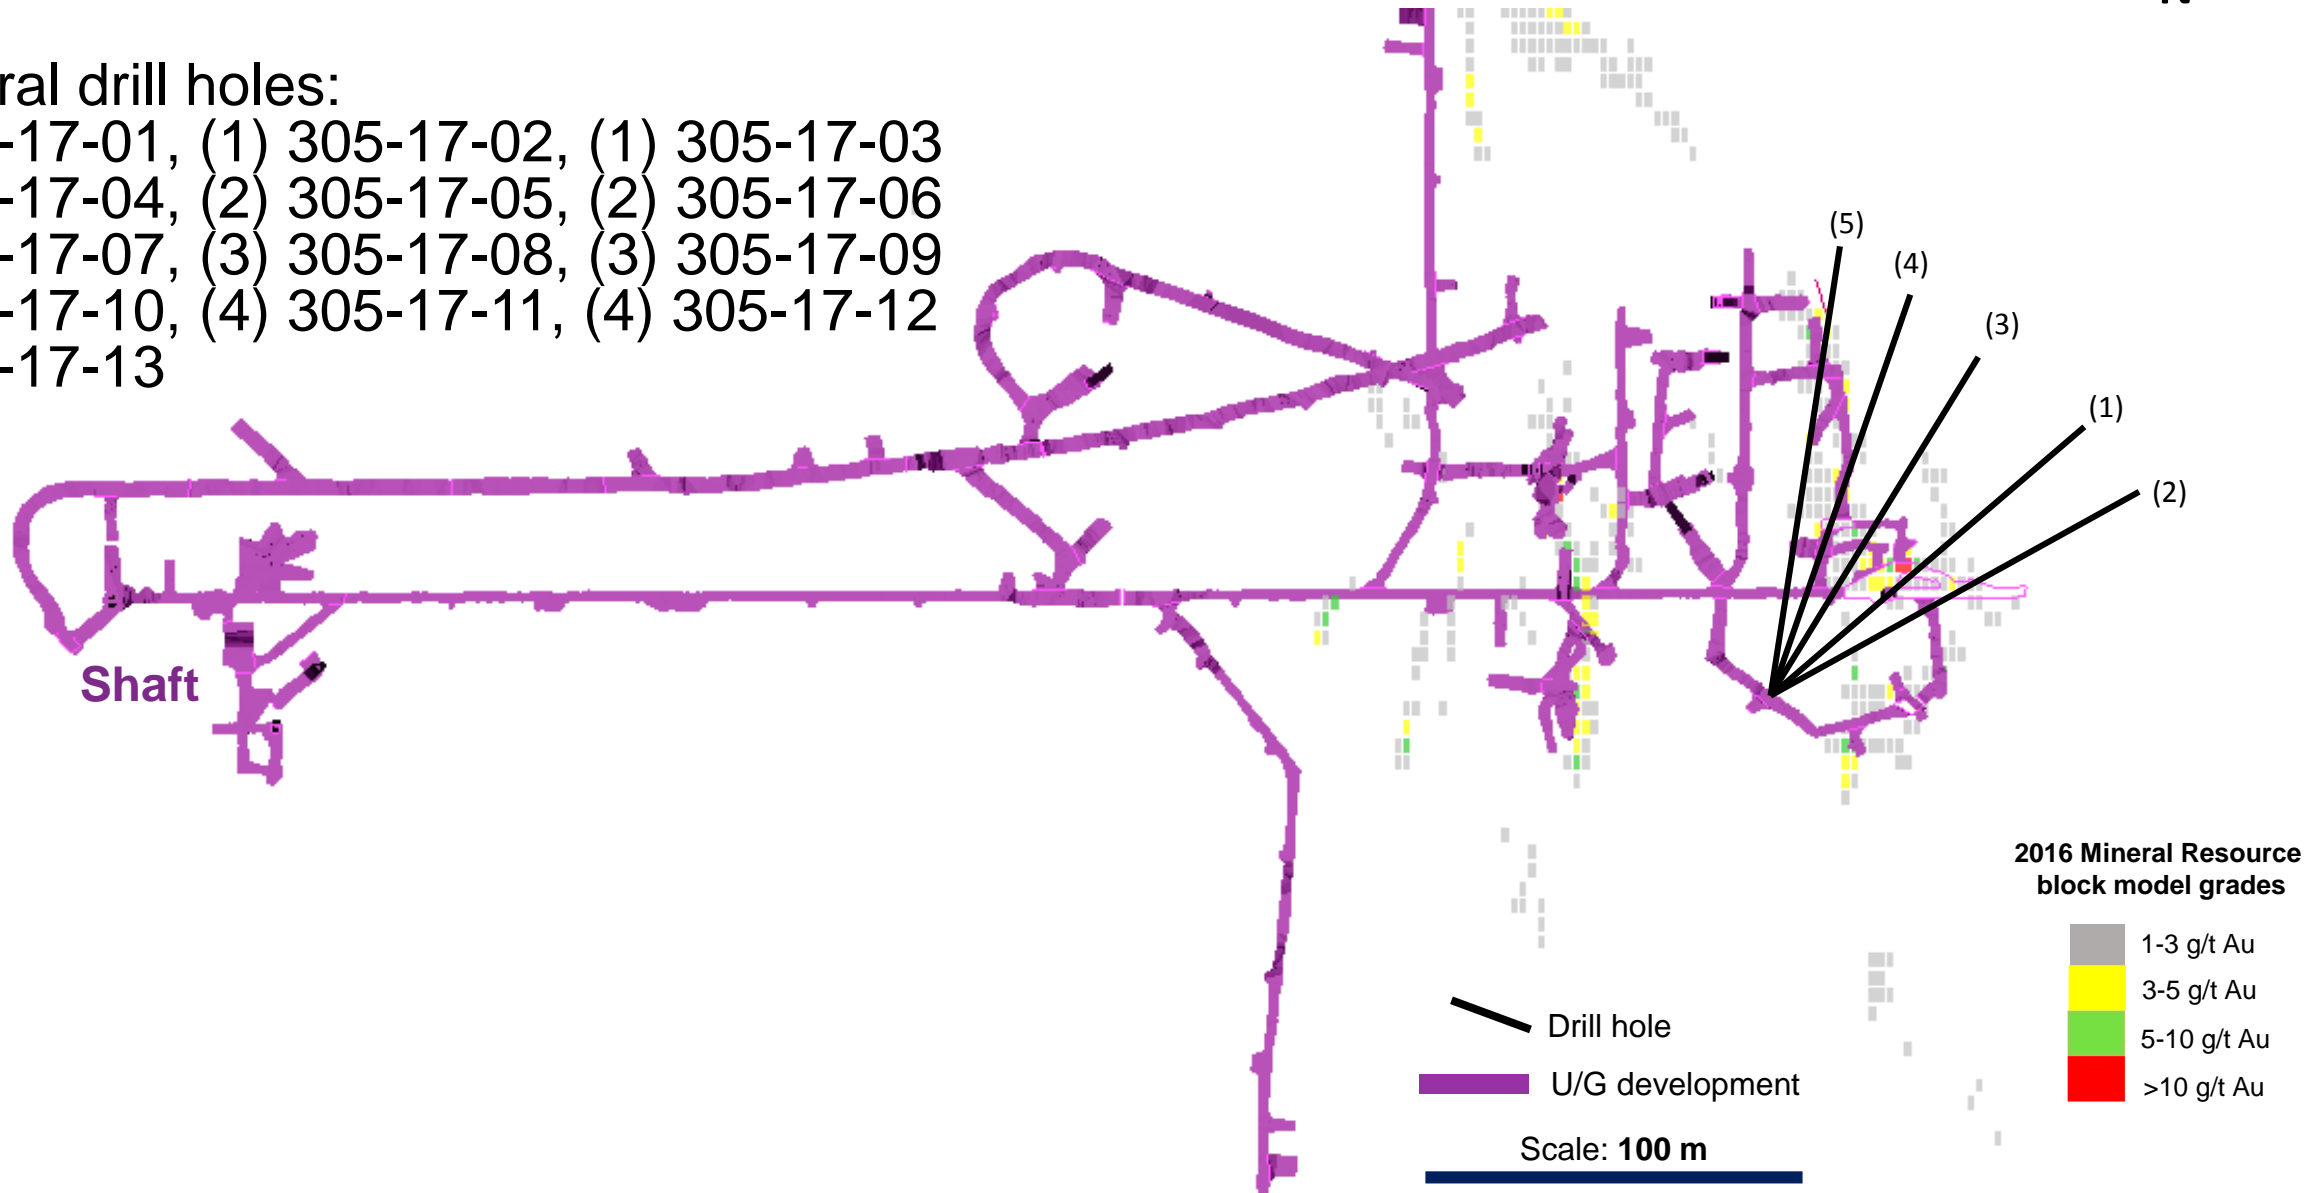 ral drill holes:
-17-01, (1) 305-17-02, (1) 305-17-03
-17-04, (2) 305-17-05, (2) 305-17-06
-17-07, (3) 305-17-08, (3) 305-17-09
-17-10, (4) 305-17-11, (4) 305-17-12
-17-13
(5)
(4)
(3)
(1)
(2)
Shaft
2016 Mineral Resource
block model grades
1-3 g/t Au
3-5 g/t Au
5-10 g/t Au
>10 g/t Au
Drill hole
U/G development
Scale: 100 m